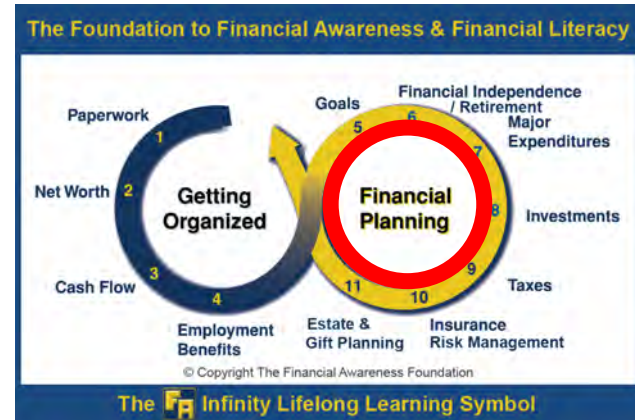 The Foundation to Financial Awareness & Financial Literacy
Paperwork
1
Net Worth
2
Cash Flow
3
4
Employment
Benefits
Getting
Organized
Goals
5
Financial Independence
/ Retirement
6
Major
Expenditures
7
Investments
8
Taxes
9
Insurance
Risk Management
10
Estate &
Gift Planning
11
Financial
Planning
© Copyright The Financial Awareness Foundation
The FA Infinity Lifelong Learning Symbol